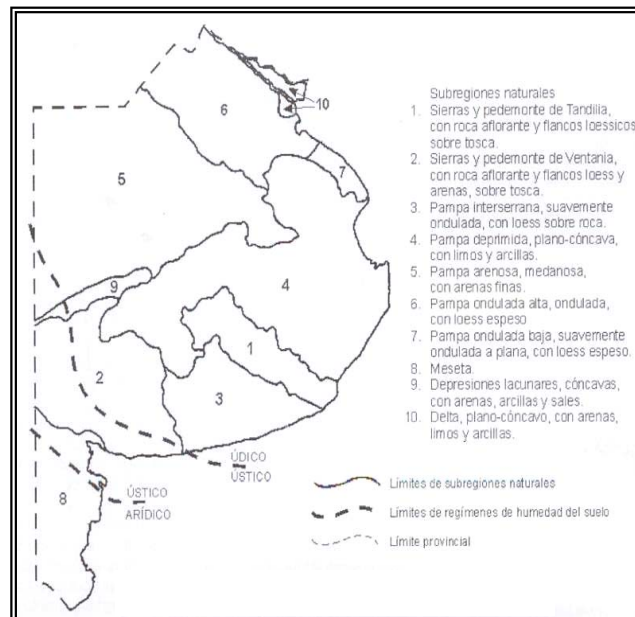 10
6
7
5
4
9
1
2
3
ÚDICO
ÚSTICO
ÚSTICO
ARÍDICO
8
Subregiones naturales
1. Sierras y pedemonte de Tandilia,
con roca aflorante y flancos loessicos
sobre tosca.
2. Sierras y pedemonte de Ventania,
con roca aflorante y flancos loess y
arenas, sobre tosca.
3. Pampa interserrana, suavemente
ondulada, con loess sobre roca.
4. Pampa deprimida, plano-cóncava,
con limos y arcillas.
5. Pampa arenosa, medanosa,
con arenas finas.
6. Pampa ondulada alta, ondulada,
con loess espeso
7. Pampa ondulada baja, suavemente
ondulada a plana, con loess espeso.
8. Meseta.
9. Depresiones lacunares, cóncavas,
con arenas, arcillas y sales.
10. Delta, plano-cóncavo, con arenas,
limos y arcillas.
Límites de subregiones naturales
Límites de regímenes de humedad del suelo
Límite provincial